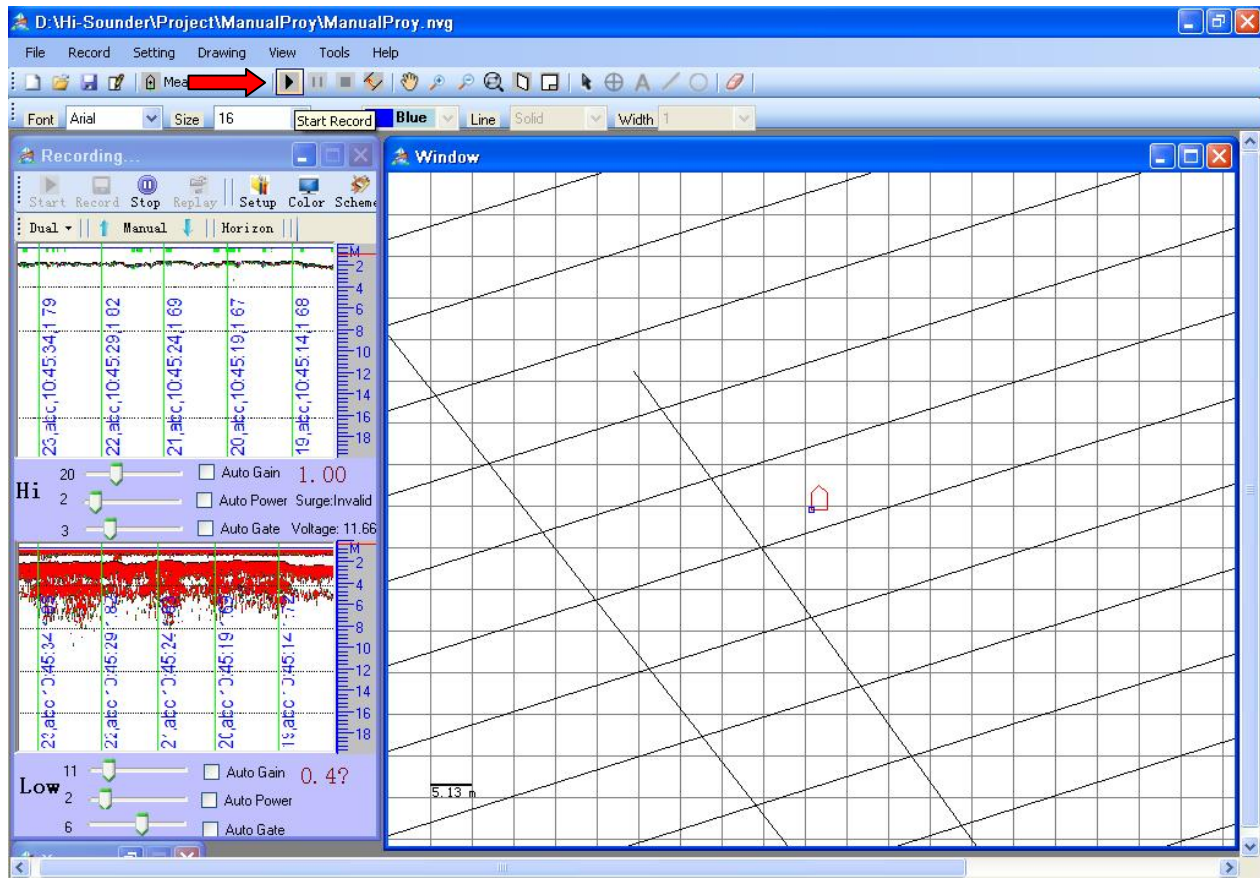 D:\Hi-Sounder\Project\ManualProy\ManualProy.nvg
File Record Setting Drawing View Tools Help
Mea
Font Arial Size 16 Blue Line Solid Width 1
Start Record
Recording...
Start Record Stop Replay Setup Color Scheme
Dual Manual Horizon
M
2
4
6
8
10
12
14
16
18
23,abc,10:45:34,1 79
22,abc,10:45:29,1 82
21,abc,10:45:24,1 69
20,abc,10:45:19,1 67
19,abc,10:45:14,1 68
Hi
20 Auto Gain 1.00
2 Auto Power Surge:Invalid
3 Auto Gate Voltage: 11.66
M
2
4
6
8
10
12
14
16
18
Low
11 Auto Gain 0.4?
2 Auto Power
6 Auto Gate
Window
5.13 m